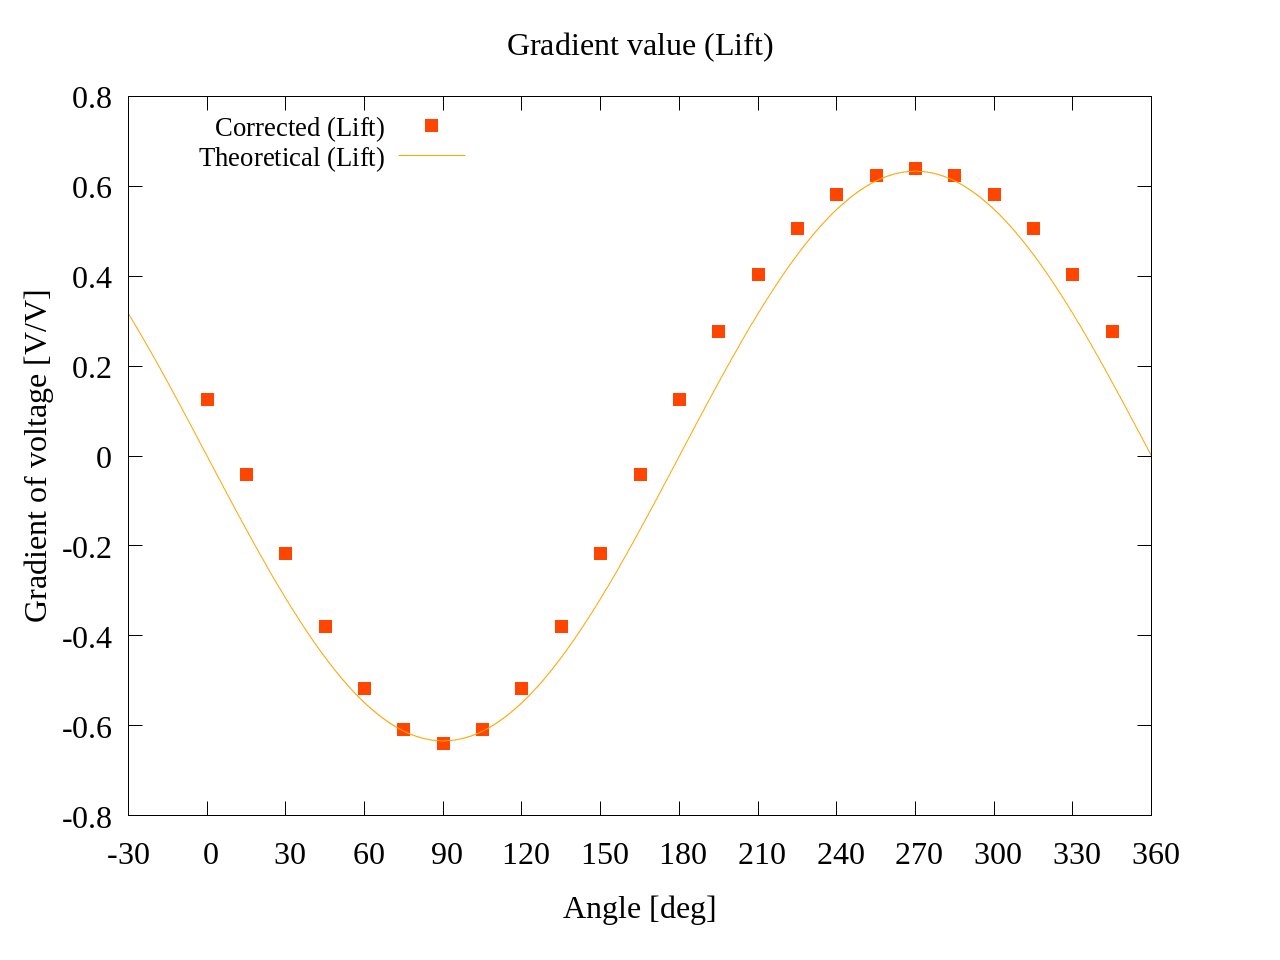 Gradient value (Lift)
Corrected (Lift)
Theoretical (Lift)
0.8
0.6
0.4
0.2
0
-0.2
-0.4
-0.6
-0.8
Gradient of voltage [V/V]
-30 0 30 60 90 120 150 180 210 240 270 300 330 360
Angle [deg]